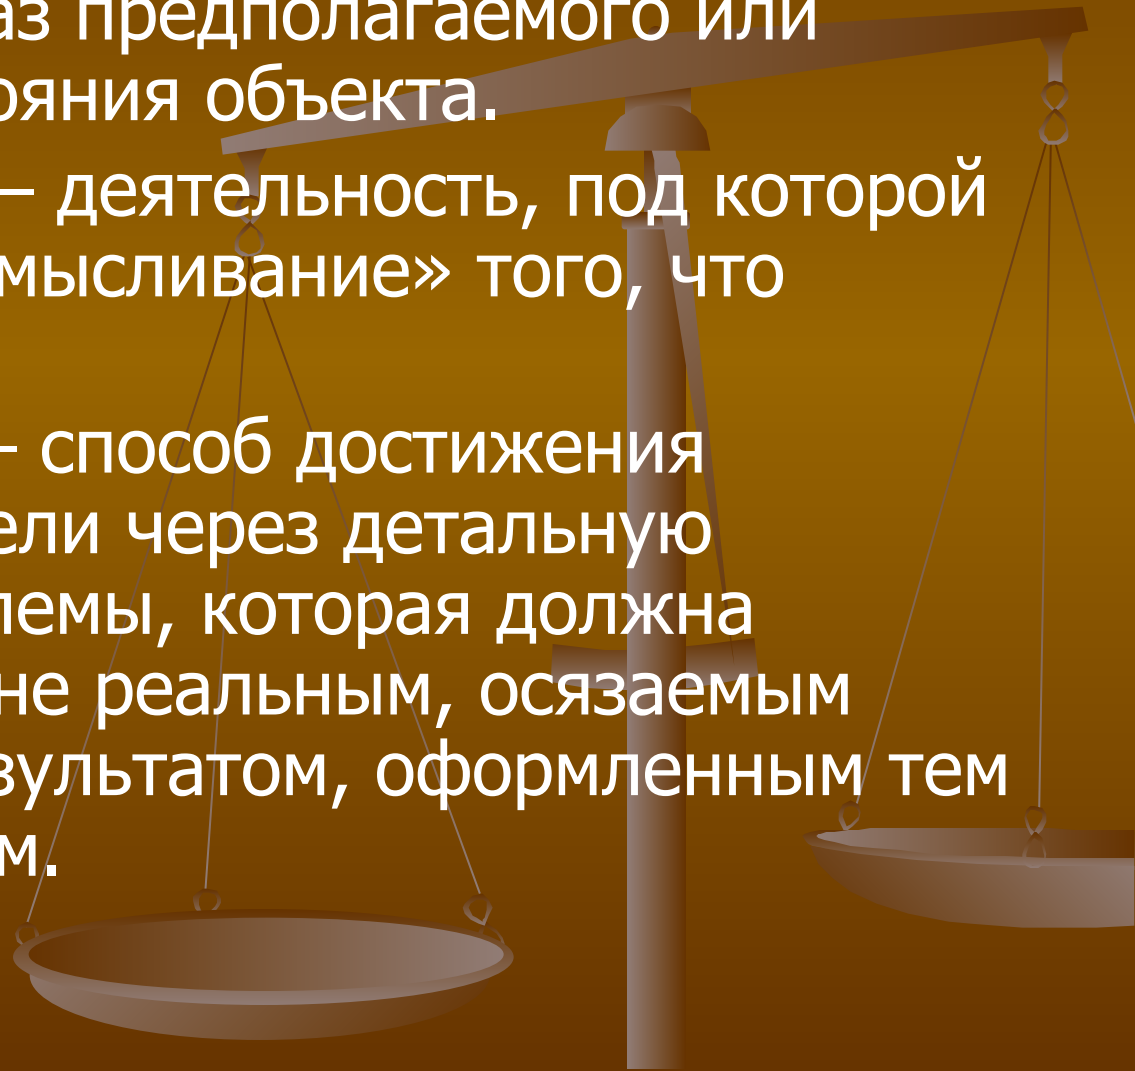 аз предполагаемого или
ояния объекта.
– деятельность, под которой
мысливание» того, что
– способ достижения
ели через детальную
лемы, которая должна
не реальным, осязаемым
зультатом, оформленным тем
м.